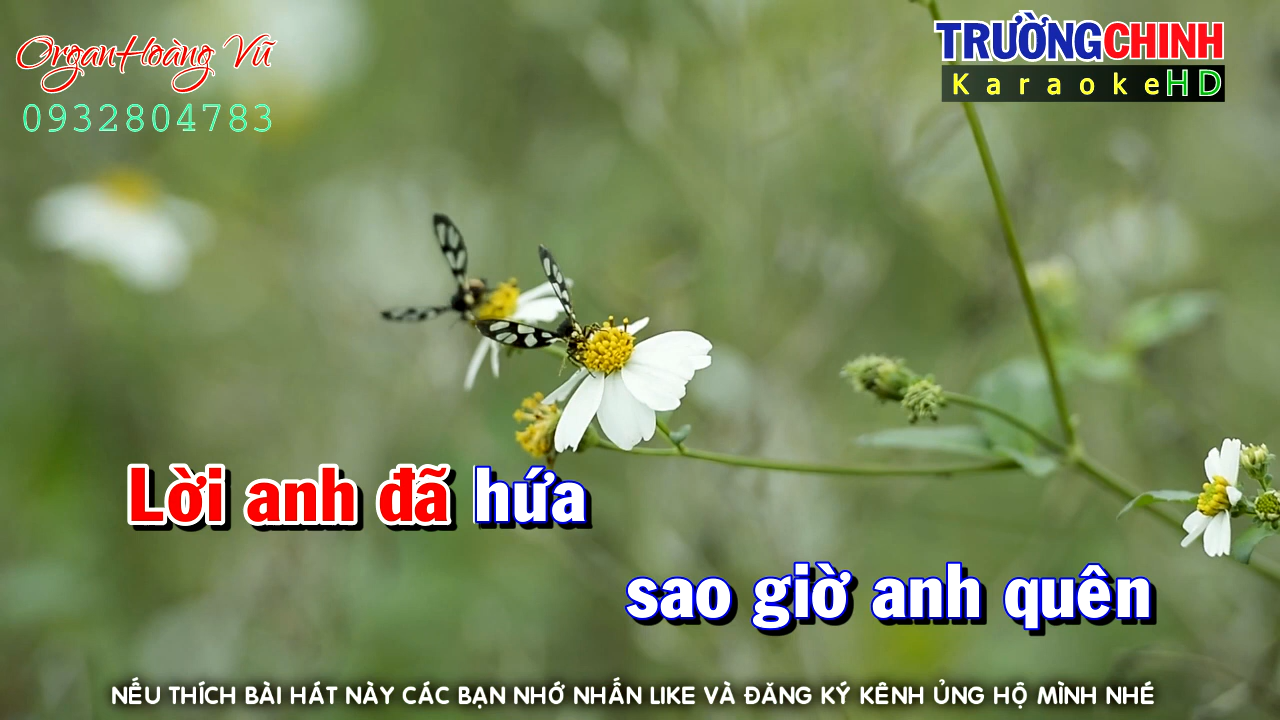 OrganHoàng Vũ
0932804783
TRƯỜNGCHINH
KaraokeHD
Lời anh đã hứa
sao giờ anh quên
NẾU THÍCH BÀI HÁT NÀY CÁC BẠN NHỚ NHẤN LIKE VÀ ĐĂNG KÝ KÊNH ỦNG HỘ MÌNH NHÉ